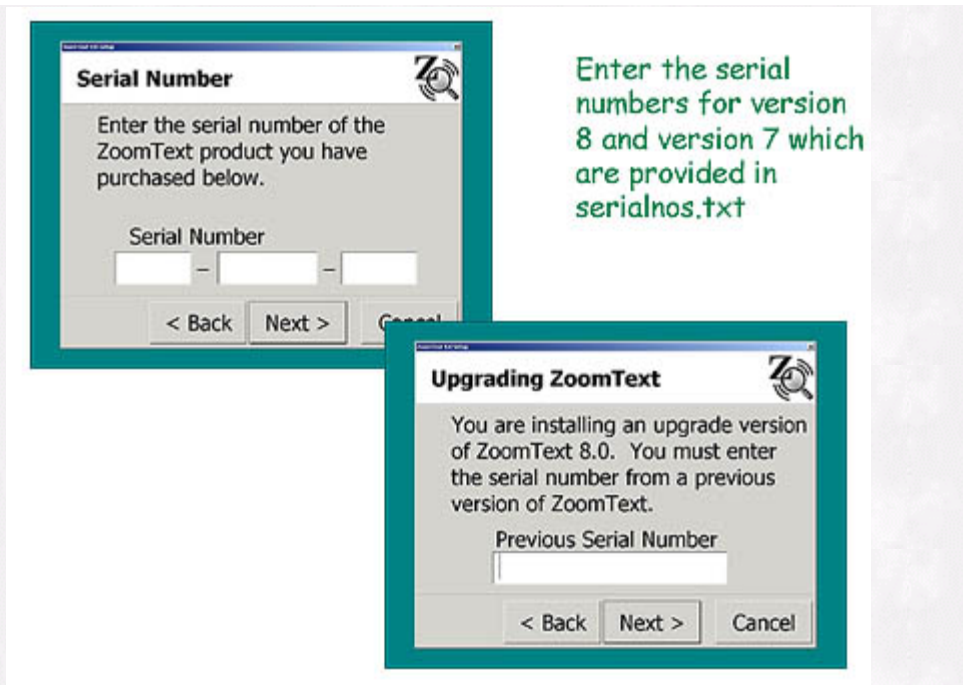 Serial Number
Enter the serial number of the
ZoomText product you have
purchased below.
Serial Number
– –
< Back Next > Cancel
Enter the serial
numbers for version
8 and version 7 which
are provided in
serialnos.txt
Upgrading ZoomText
You are installing an upgrade version
of ZoomText 8.0. You must enter
the serial number from a previous
version of ZoomText.
Previous Serial Number
< Back Next > Cancel